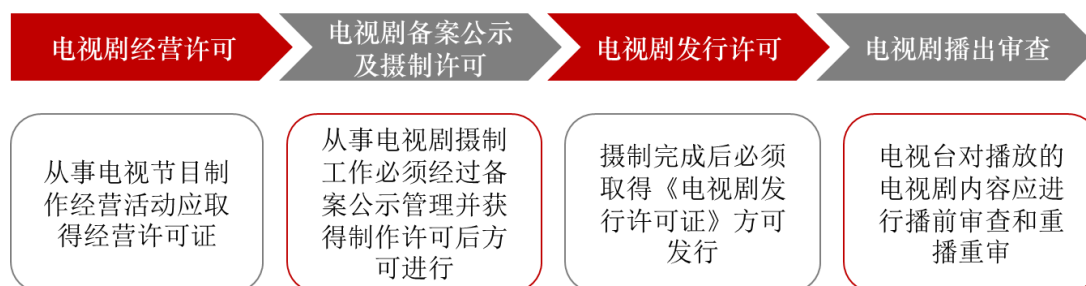 电视剧经营许可
电视剧备案公示
及摄制许可
电视剧发行许可
电视剧播出审查
从事电视节目制
作经营活动应取
得经营许可证
从事电视剧摄制
工作必须经过备
案公示管理并获
得制作许可后方
可进行
摄制完成后必须
取得《电视剧发
行许可证》方可
发行
电视台对播放的
电视剧内容应进
行播前审查和重
播重审